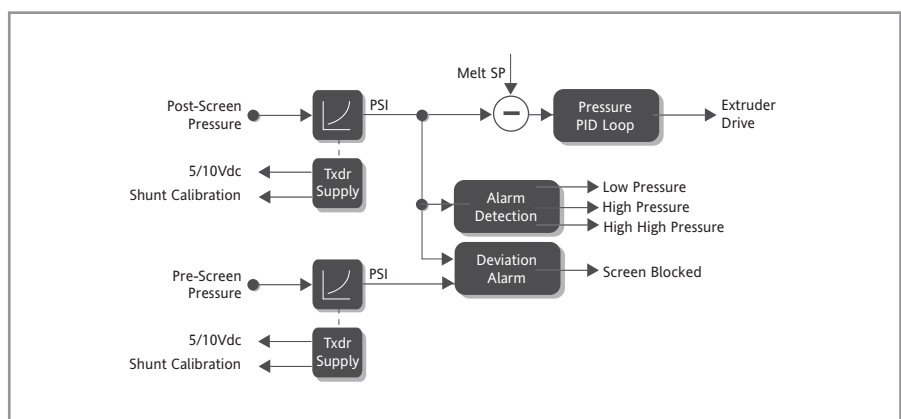 Melt SP
Post-Screen
Pressure
PSI
Pressure
PID Loop
Extruder
Drive
5/10Vdc
Shunt Calibration
Txdr
Supply
Alarm
Detection
Low Pressure
High Pressure
High High Pressure
Pre-Screen
Pressure
PSI
Deviation
Alarm
Screen Blocked
5/10Vdc
Shunt Calibration
Txdr
Supply